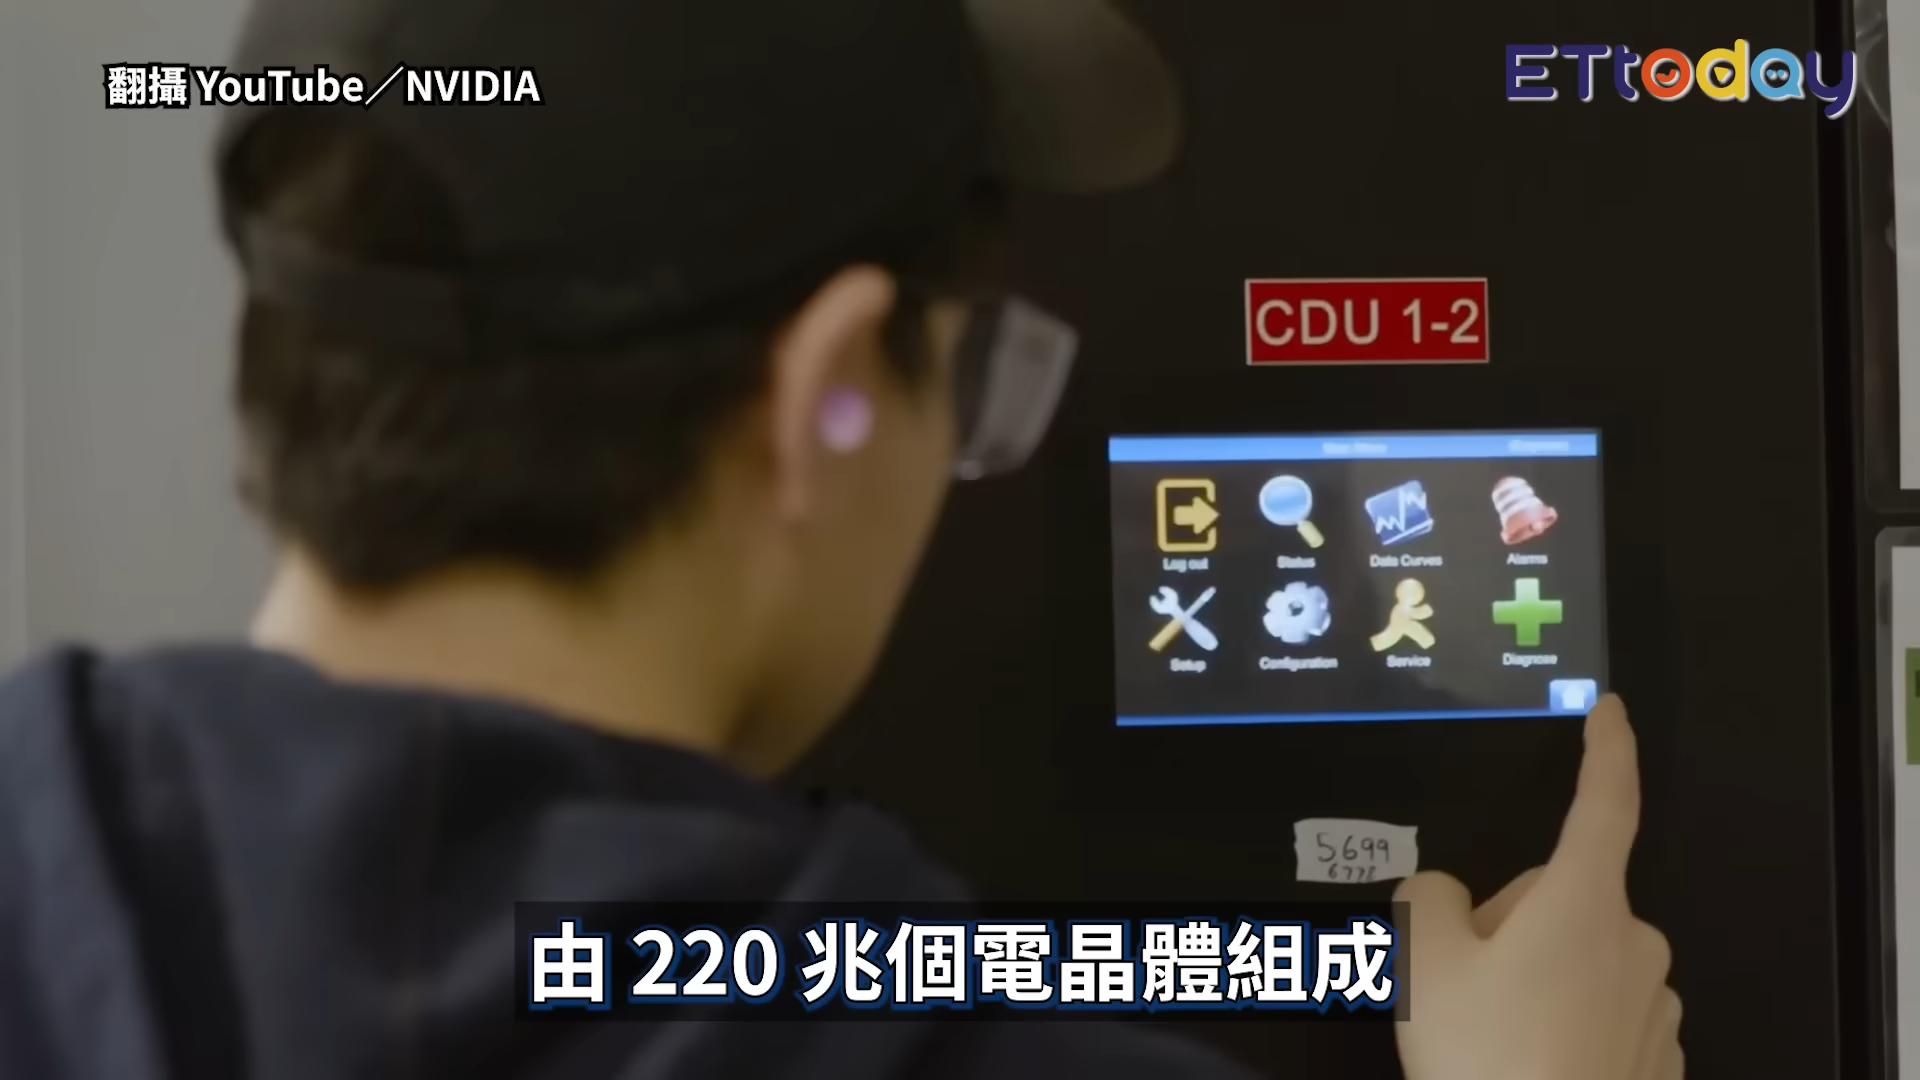 翻攝 YouTube／NVIDIA
ETtoday
CDU 1-2
Log out
Status
Data Curves
Alarms
Setup
Configuration
Service
Diagnose
5699
由 220 兆個電晶體組成